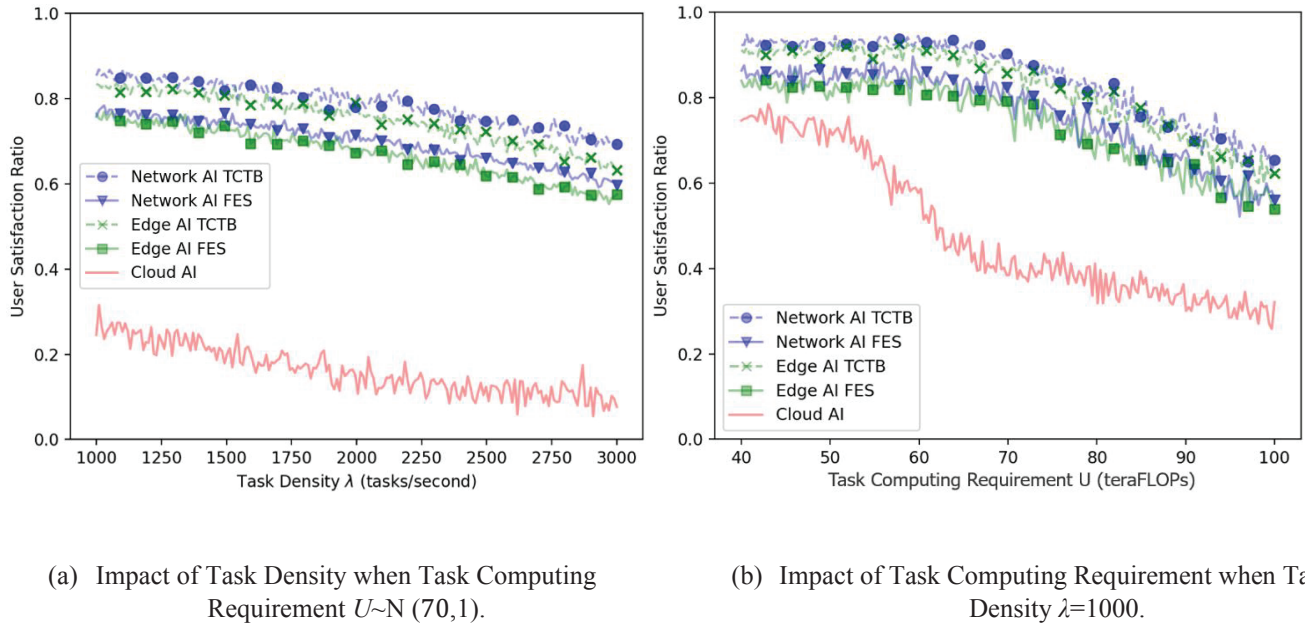 1.0
0.8
0.6
0.4
0.2
0.0
User Satisfaction Ratio
Network AI TCTB
Network AI FES
Edge AI TCTB
Edge AI FES
Cloud AI
1000 1250 1500 1750 2000 2250 2500 2750 3000
Task Density λ (tasks/second)
1.0
0.8
0.6
0.4
0.2
0.0
User Satisfaction Ratio
Network AI TCTB
Network AI FES
Edge AI TCTB
Edge AI FES
Cloud AI
40 50 60 70 80 90 100
Task Computing Requirement U (teraFLOPs)
(a) Impact of Task Density when Task Computing
Requirement U~N (70,1).
(b) Impact of Task Computing Requirement when Ta
Density λ=1000.